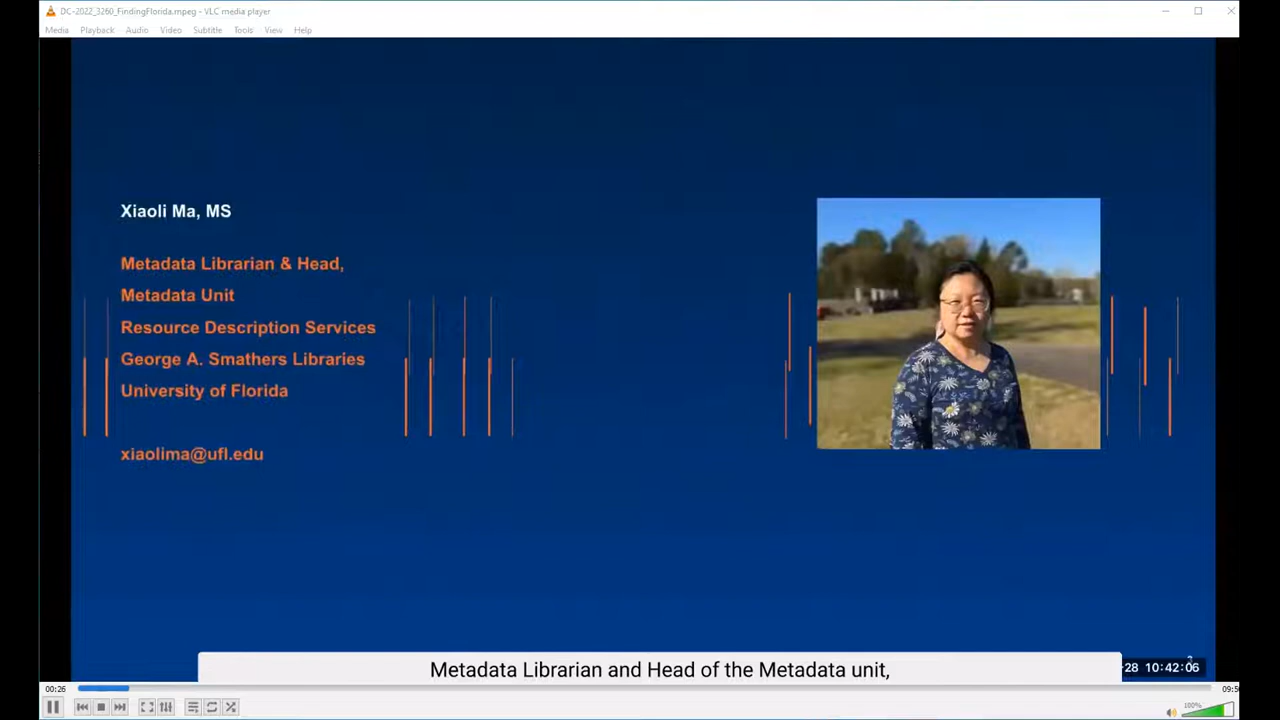 DC-2022_3260_FindingFlorida.mpeg - VLC media player
Media Playback Audio Video Subtitle Tools View Help
Xiaoli Ma, MS
Metadata Librarian & Head,
Metadata Unit
Resource Description Services
George A. Smathers Libraries
University of Florida
xiaolima@ufl.edu
Metadata Librarian and Head of the Metadata unit,
-28 10:42:06
00:26
100%